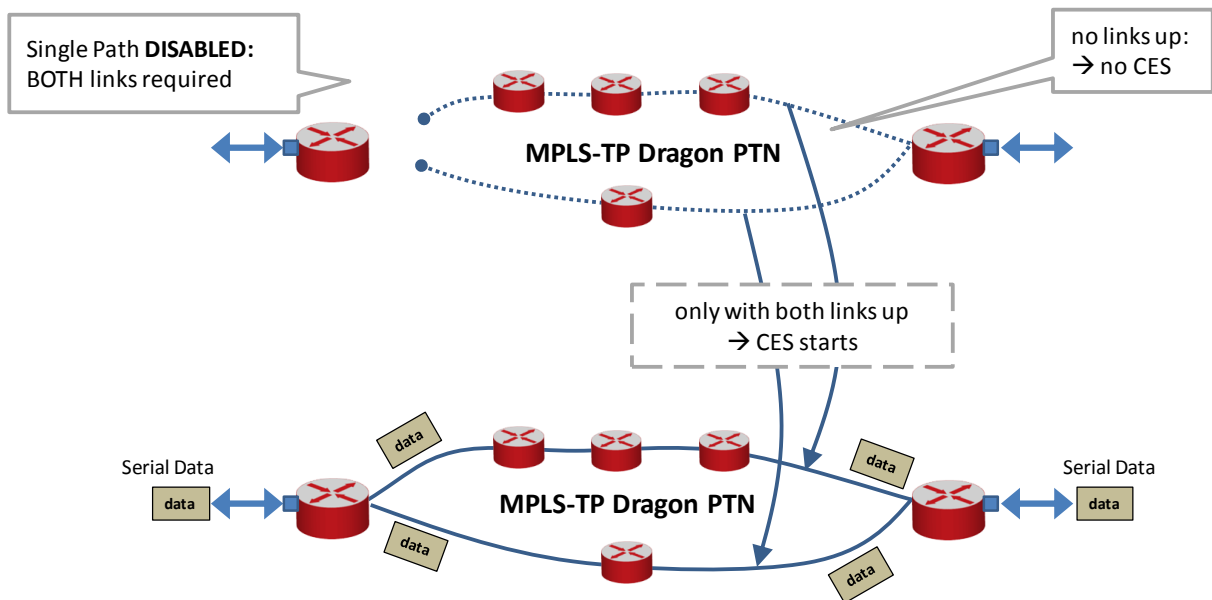 Single Path DISABLED:
BOTH links required
no links up:
→ no CES
MPLS-TP Dragon PTN
only with both links up
→ CES starts
data
data
Serial Data
data
Serial Data
data
MPLS-TP Dragon PTN
data
data